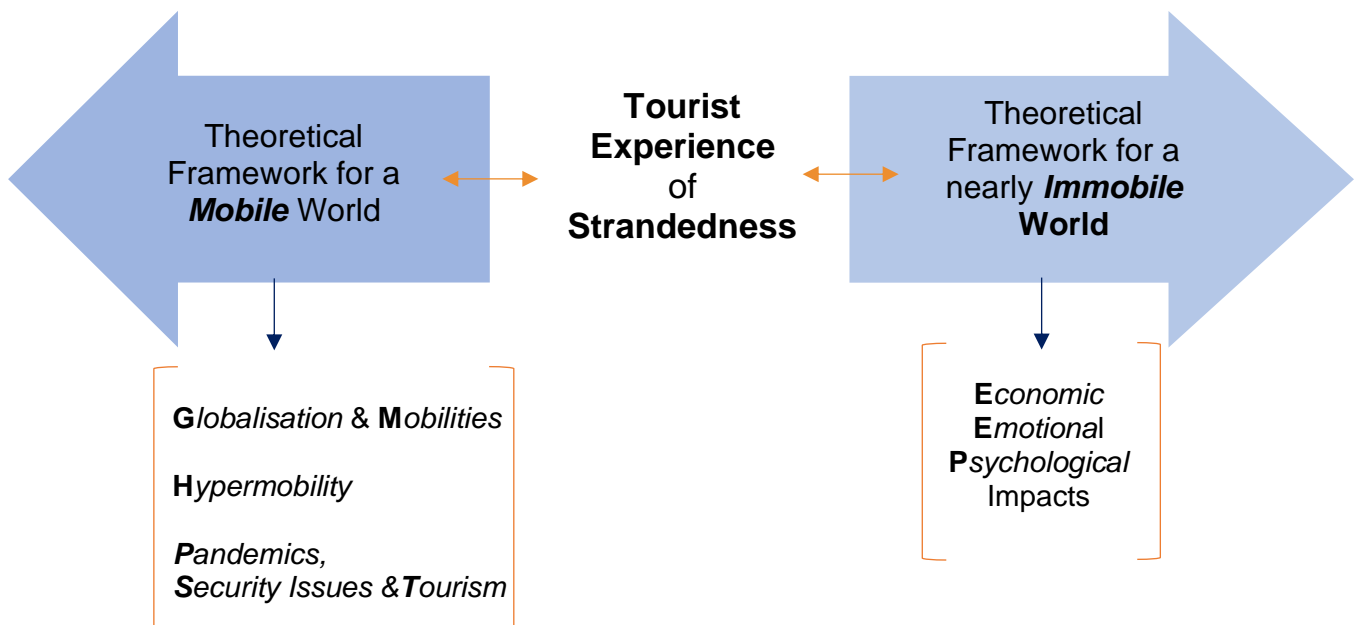 Theoretical
Framework for a
Mobile World
Tourist
Experience
of
Strandedness
Theoretical
Framework for a
nearly Immobile
World
Globalisation & Mobilities
Hypermobility
Pandemics,
Security Issues &Tourism
Economic
Emotional
Psychological
Impacts